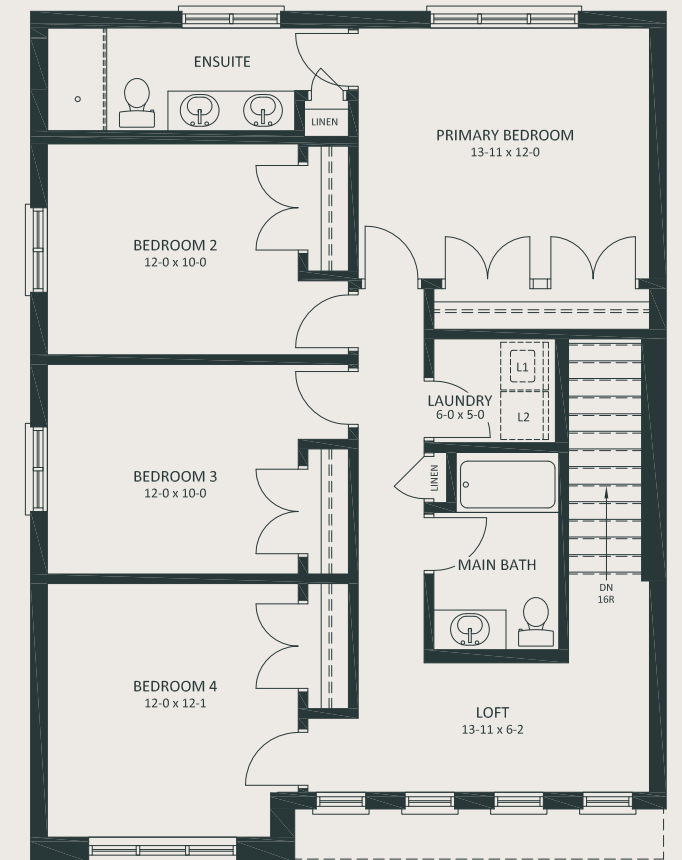 ENSUITE
LINEN
PRIMARY BEDROOM
13-11 x 12-0
BEDROOM 2
12-0 x 10-0
L1
LAUNDRY
6-0 x 5-0
L2
BEDROOM 3
12-0 x 10-0
LINEN
MAIN BATH
DN
16R
BEDROOM 4
12-0 x 12-1
LOFT
13-11 x 6-2